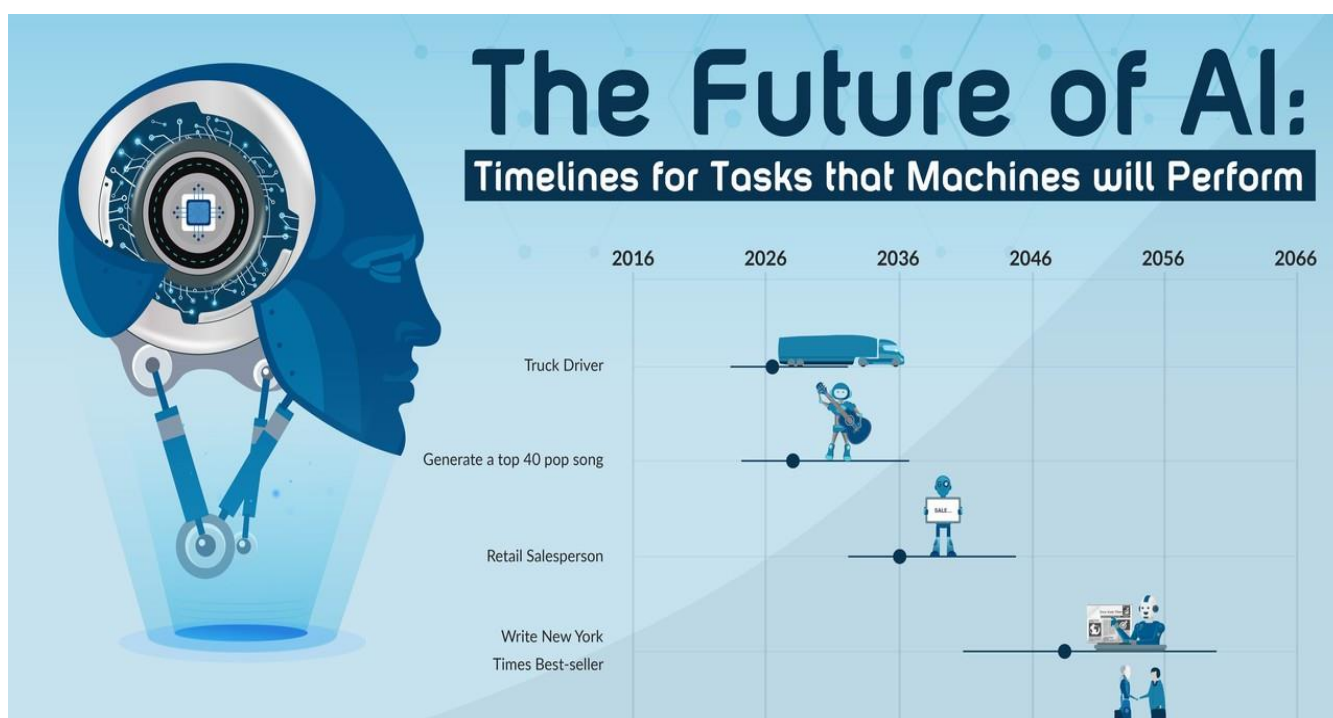 The Future of AI:
Timelines for Tasks that Machines will Perform
2016 2026 2036 2046 2056 2066
Truck Driver
Generate a top 40 pop song
Retail Salesperson
SALE...
Write New York
Times Best-seller